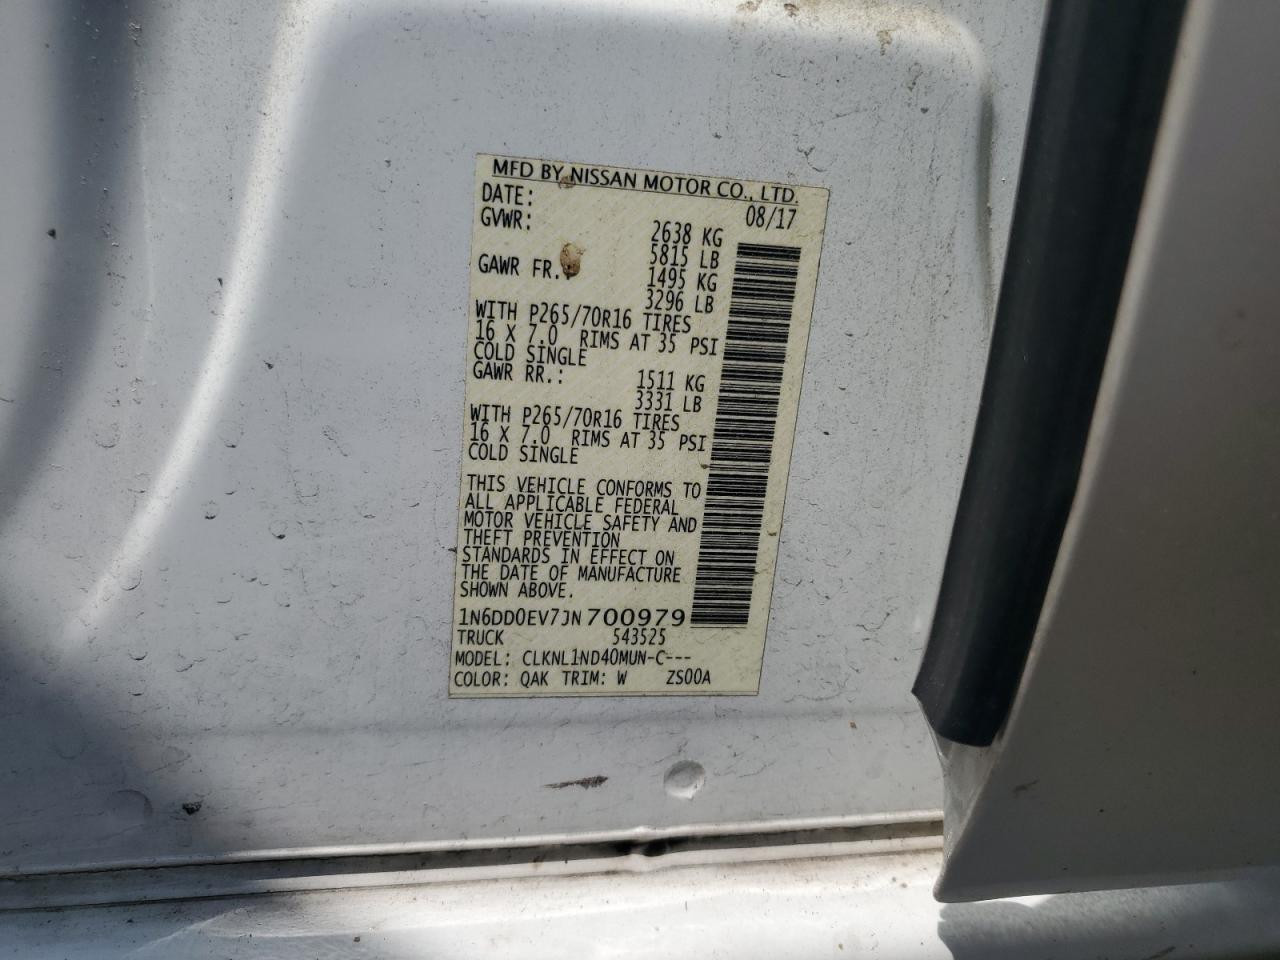 MFD BY NISSAN MOTOR CO., LTD.
DATE: 08/17
GVWR: 2638 KG
5815 LB
GAWR FR.: 1495 KG
3296 LB
WITH P265/70R16 TIRES
16 X 7.0 RIMS AT 35 PSI
COLD SINGLE
GAWR RR.: 1511 KG
3331 LB
WITH P265/70R16 TIRES
16 X 7.0 RIMS AT 35 PSI
COLD SINGLE
THIS VEHICLE CONFORMS TO
ALL APPLICABLE FEDERAL
MOTOR VEHICLE SAFETY AND
THEFT PREVENTION
STANDARDS IN EFFECT ON
THE DATE OF MANUFACTURE
SHOWN ABOVE.
1N6DD0EV7JN700979
TRUCK 543525
MODEL: CLKNL1ND40MUN-C---
COLOR: QAK TRIM: W ZS00A